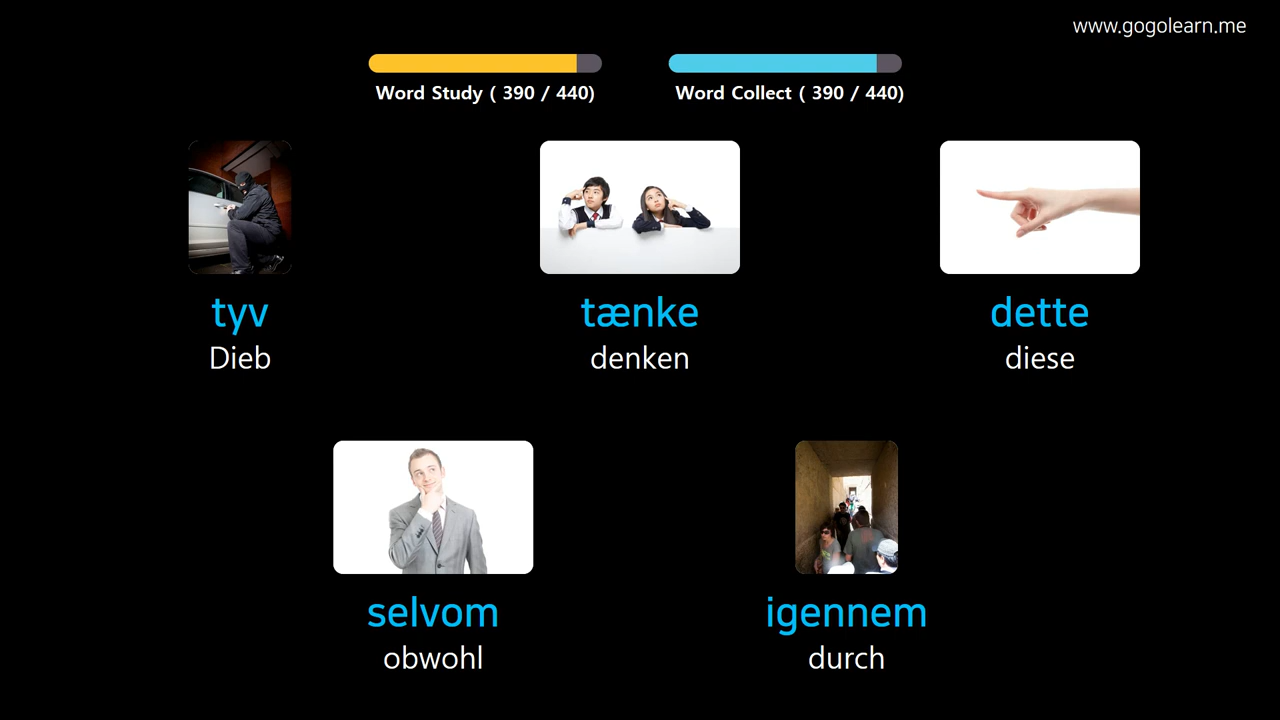 www.gogolearn.me
Word Study ( 390 / 440)
Word Collect ( 390 / 440)
tyv
Dieb
tænke
denken
dette
diese
selvom
obwohl
igennem
durch